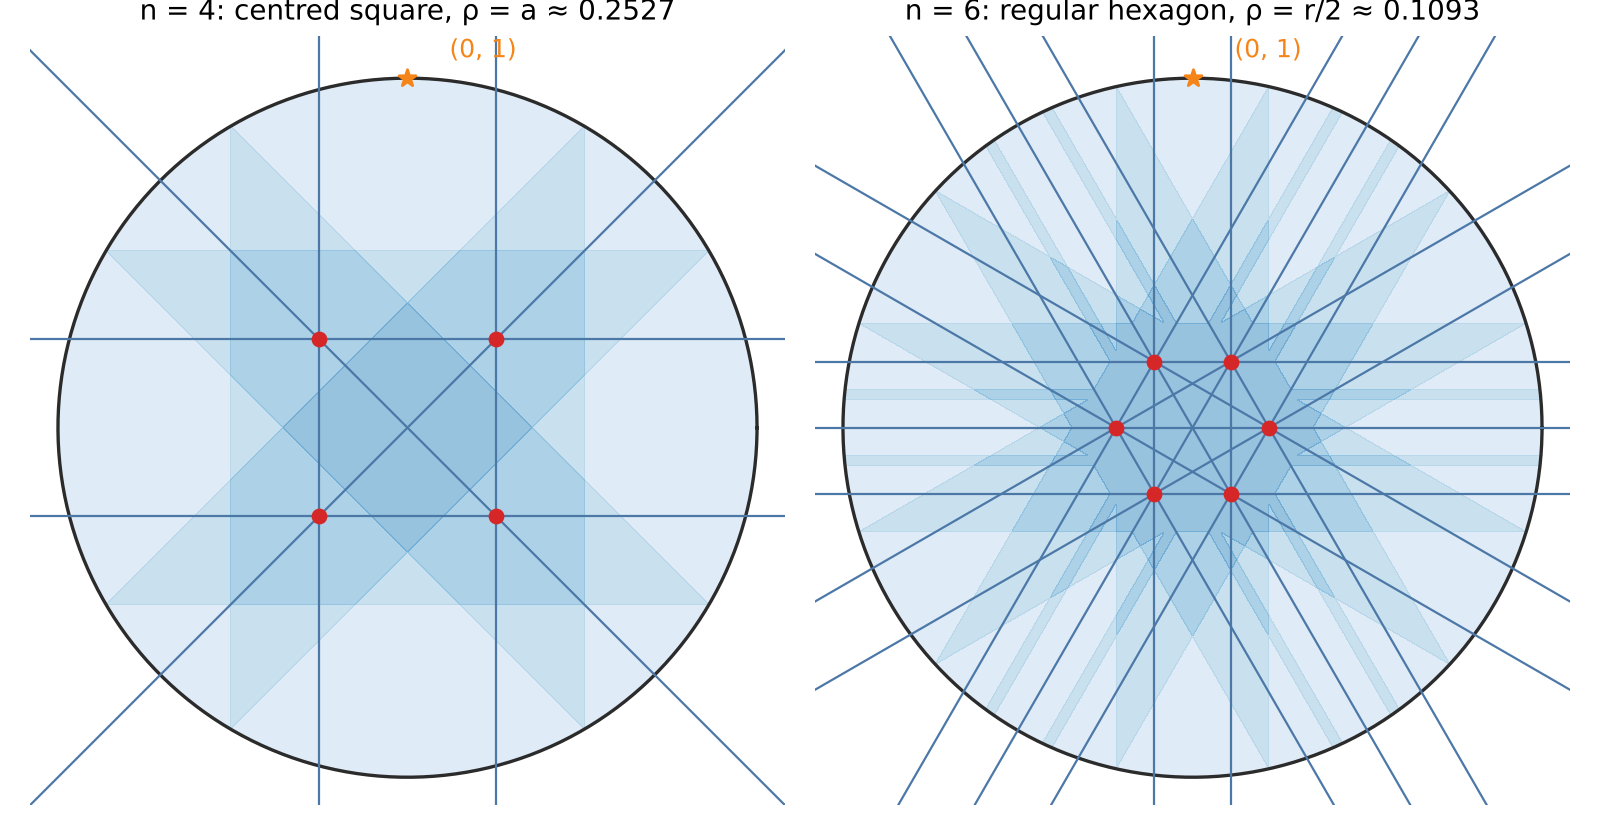 n = 4: centred square, ρ = a ≈ 0.2527
(0, 1)
n = 6: regular hexagon, ρ = r/2 ≈ 0.1093
(0, 1)